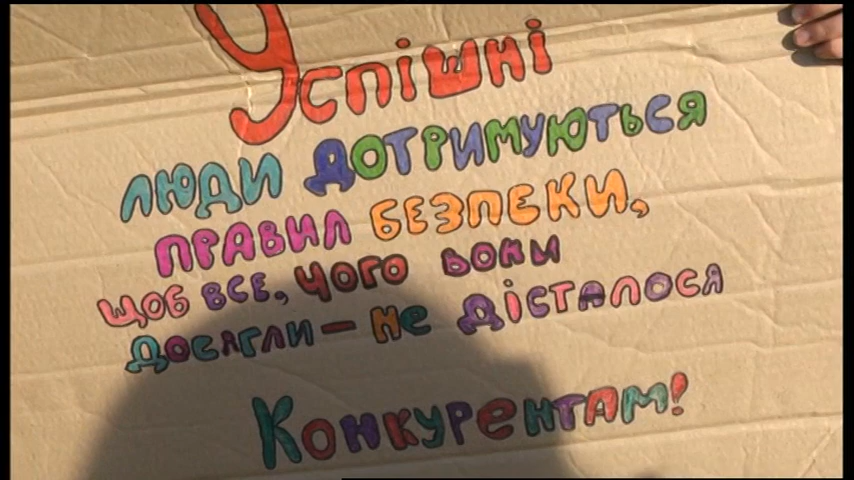 Успішні
люди дотримуються
правил безпеки,
щоб все, чого вони
досягли — не дісталося
Конкурентам!